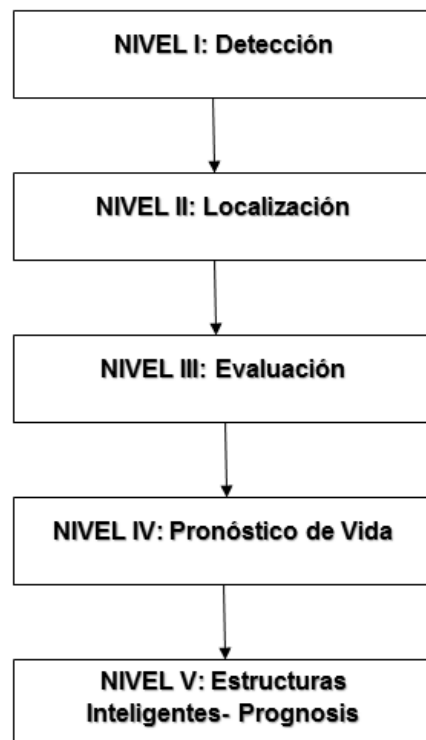 NIVEL I: Detección
NIVEL II: Localización
NIVEL III: Evaluación
NIVEL IV: Pronóstico de Vida
NIVEL V: Estructuras
Inteligentes- Prognosis